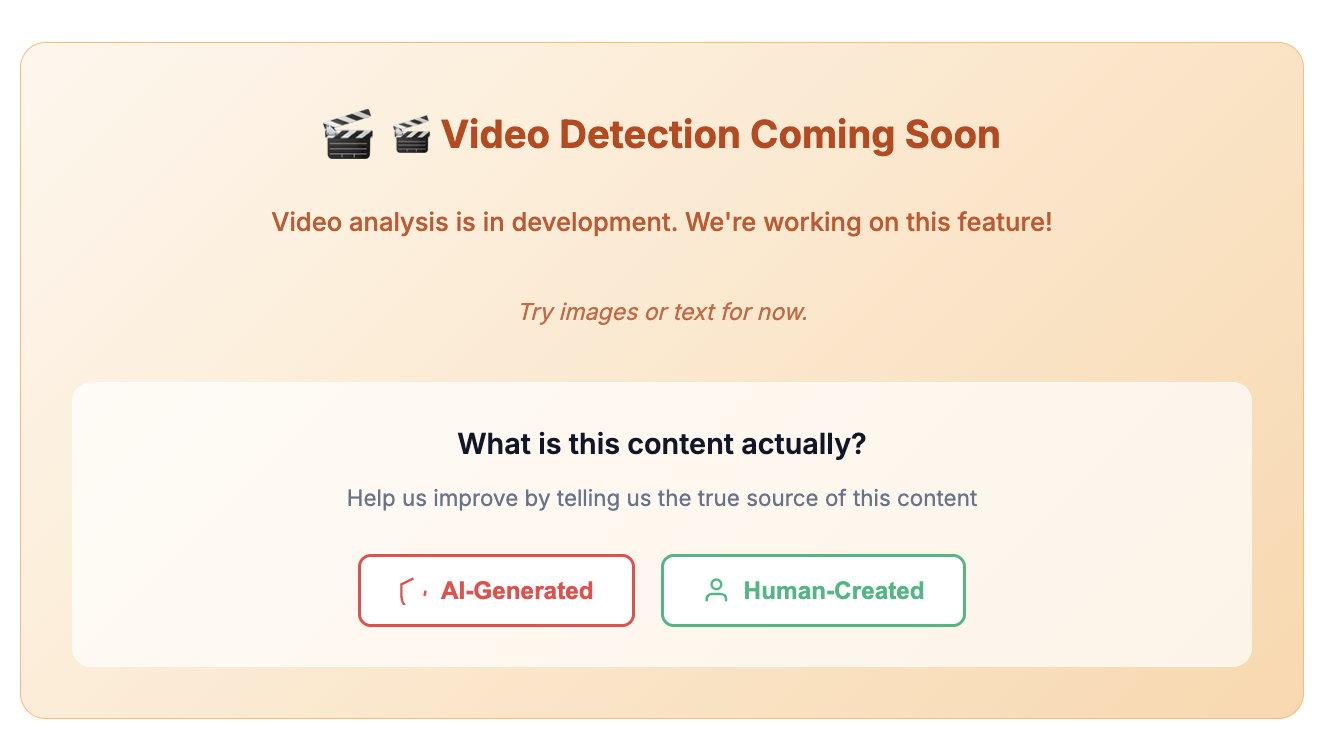 🎬 🎬 Video Detection Coming Soon
Video analysis is in development. We're working on this feature!
Try images or text for now.
What is this content actually?
Help us improve by telling us the true source of this content
AI-Generated
Human-Created